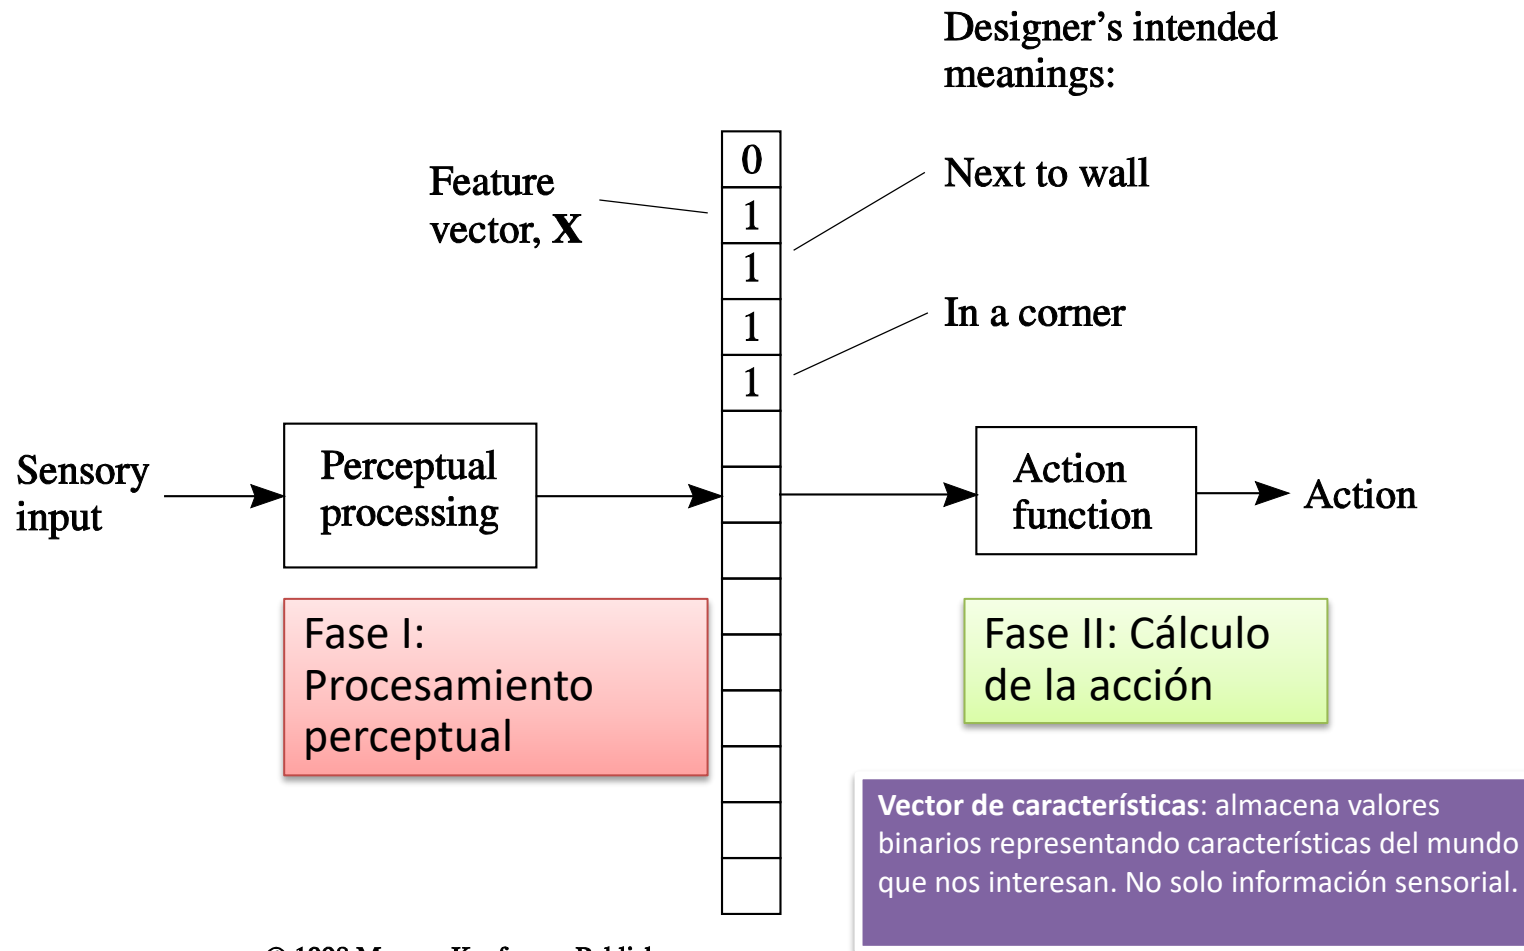 Designer's intended
meanings:
Feature
vector, X
0
1
1
1
1
Next to wall
In a corner
Sensory
input
Perceptual
processing
Action
function
Action
Fase I:
Procesamiento
perceptual
Fase II: Cálculo
de la acción
Vector de características: almacena valores
binarios representando características del mundo
que nos interesan. No solo información sensorial.
© 1998